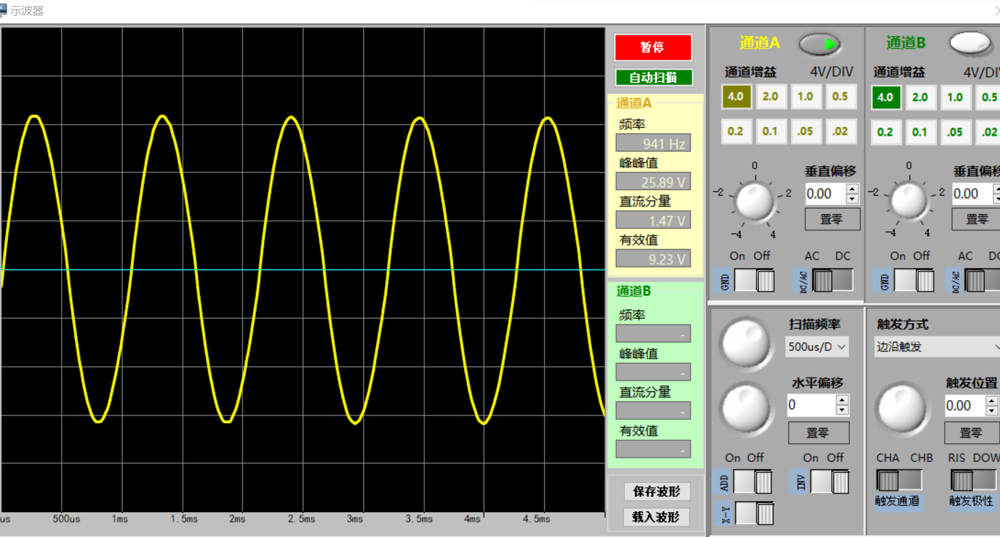 示波器
us 500us 1ms 1.5ms 2ms 2.5ms 3ms 3.5ms 4ms 4.5ms
暂停
自动扫描
通道A
频率
941 Hz
峰峰值
25.89 V
直流分量
1.47 V
有效值
9.23 V
通道B
频率
-
峰峰值
-
直流分量
-
有效值
-
保存波形
载入波形
通道A
通道增益 4V/DIV
4.0 2.0 1.0 0.5
0.2 0.1 .05 .02
0
-2 2
-4 4
垂直偏移
0.00
置零
On Off
GND
AC DC
DC/AC
通道B
通道增益 4V/DI
4.0 2.0 1.0 0.5
0.2 0.1 .05 .02
0
-2 2
-4 4
垂直偏移
0.00
置零
On Off
GND
AC DC
DC/AC
扫描频率
500us/D
水平偏移
0
置零
On Off
ADD
On Off
INV
X-Y
触发方式
边沿触发
触发位置
0.00
置零
CHA CHB
触发通道
RIS DOW
触发极性